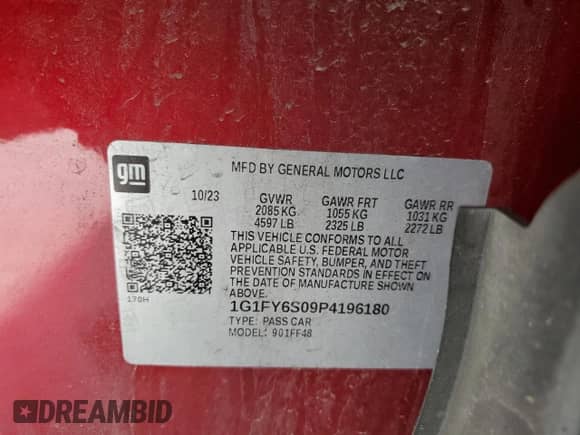 gm
MFD BY GENERAL MOTORS LLC
10/23 GVWR GAWR FRT GAWR RR
2085 KG 1055 KG 1031 KG
4597 LB 2325 LB 2272 LB
THIS VEHICLE CONFORMS TO ALL
APPLICABLE U.S. FEDERAL MOTOR
VEHICLE SAFETY, BUMPER, AND THEFT
PREVENTION STANDARDS IN EFFECT ON
THE DATE OF MANUFACTURE SHOWN
ABOVE.
170H
1G1FY6S09P4196180
TYPE: PASS CAR
MODEL: 901FF48
DREAMBID